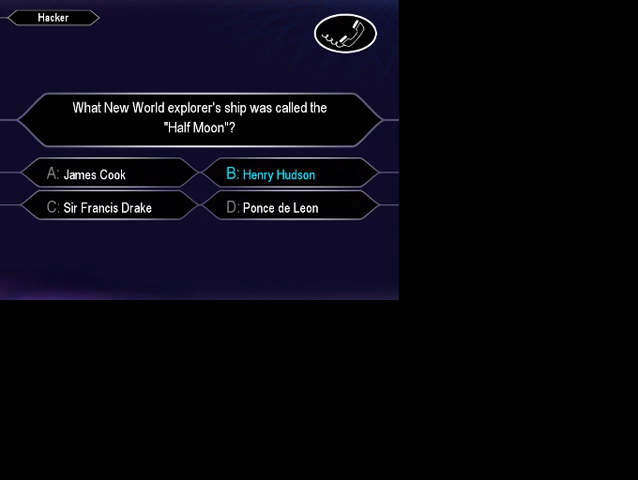 Hacker
What New World explorer's ship was called the
"Half Moon"?
A: James Cook
B: Henry Hudson
C: Sir Francis Drake
D: Ponce de Leon